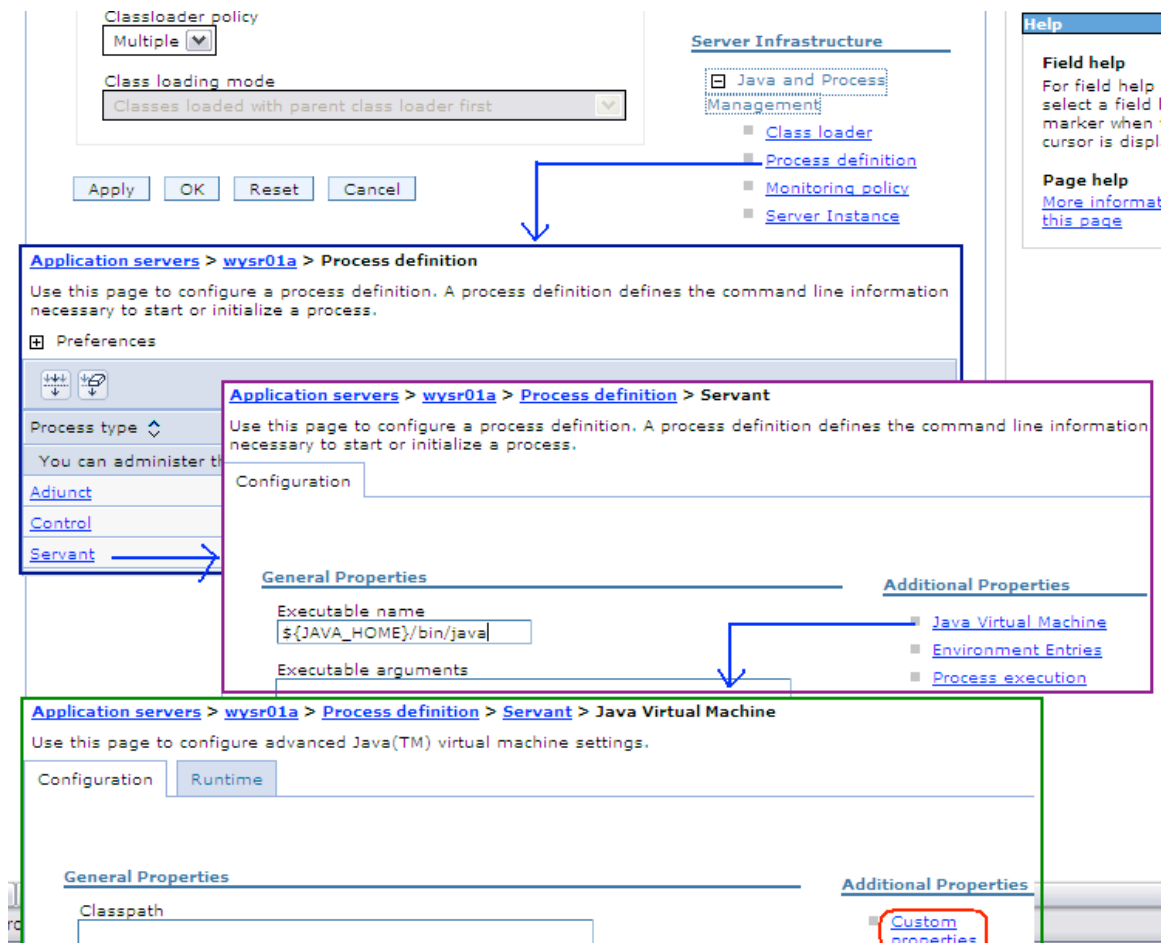 Classloader policy
Multiple
Class loading mode
Classes loaded with parent class loader first
Apply OK Reset Cancel
Server Infrastructure
Java and Process
Management
Class loader
Process definition
Monitoring policy
Server Instance
Help
Field help
For field help
select a field
marker when
cursor is displ
Page help
More informat
this page
Application servers > wysr01a > Process definition
Use this page to configure a process definition. A process definition defines the command line information
necessary to start or initialize a process.
Preferences
Process type
You can administer th
Adjunct
Control
Servant
Application servers > wysr01a > Process definition > Servant
Use this page to configure a process definition. A process definition defines the command line information
necessary to start or initialize a process.
Configuration
General Properties
Executable name
${JAVA_HOME}/bin/java
Executable arguments
Additional Properties
Java Virtual Machine
Environment Entries
Process execution
Application servers > wysr01a > Process definition > Servant > Java Virtual Machine
Use this page to configure advanced Java(TM) virtual machine settings.
Configuration Runtime
General Properties
Classpath
Additional Properties
Custom
properties